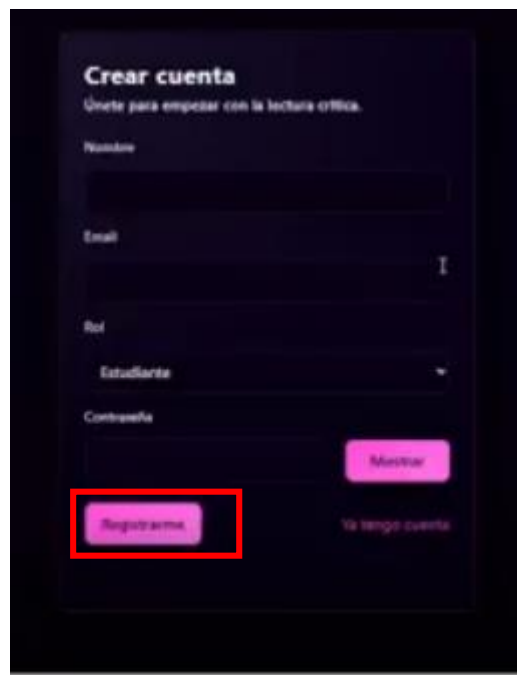 Crear cuenta
Únete para empezar con la lectura crítica.
Nombre
Email
Rol
Estudiante
Contraseña
Mostrar
Registrarme
Ya tengo cuenta